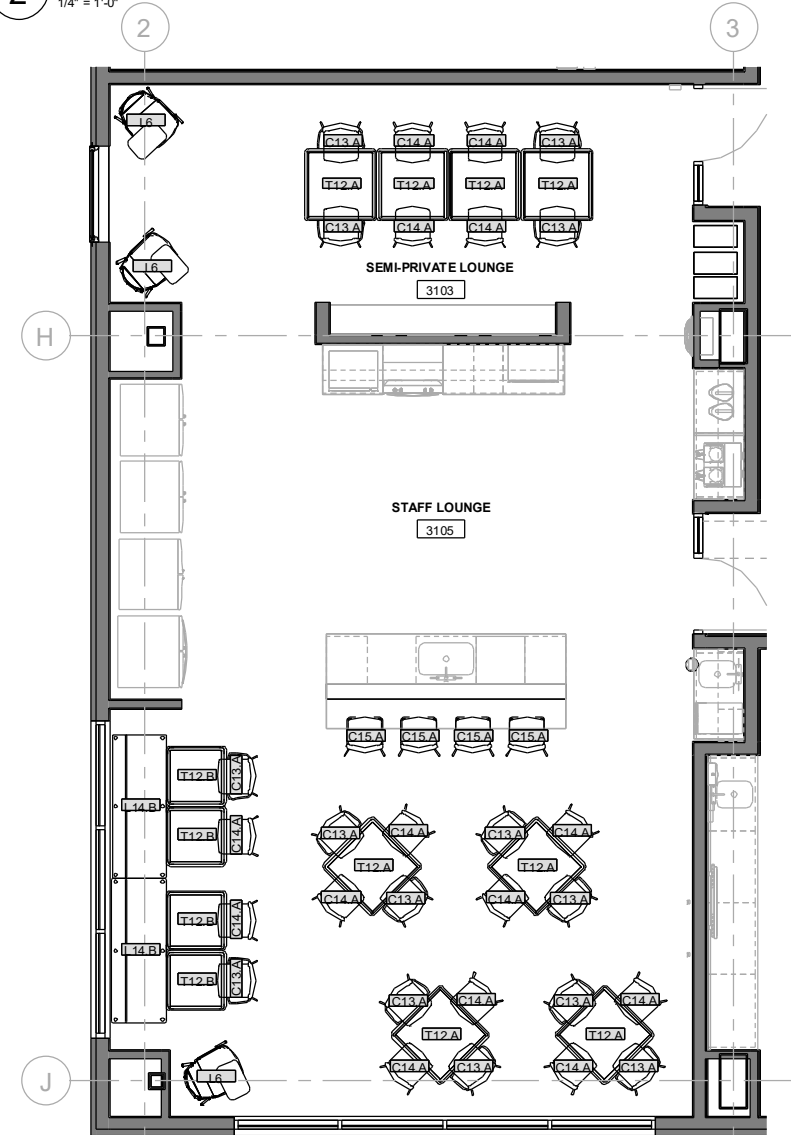 2
1/4" = 1'-0"
2
3
L6
C13.A C14.A C14.A C13.A
T12.A T12.A T12.A T12.A
C13.A C14.A C14.A C13.A
L6
SEMI-PRIVATE LOUNGE
3103
H
STAFF LOUNGE
3105
C15.A C15.A C15.A C15.A
T12.B C13.A
L14.B
T12.B C14.A
C13.A C14.A C13.A C14.A
T12.A T12.A
C14.A C13.A C14.A C13.A
T12.B C14.A
L14.B
T12.B C13.A
C13.A C14.A C13.A C14.A
T12.A T12.A
C14.A C13.A C14.A C13.A
J
L6